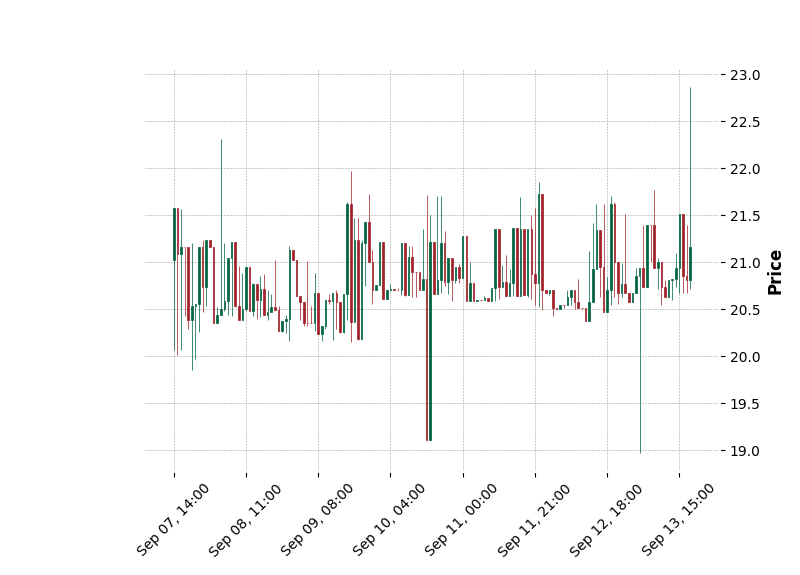 23.0
22.5
22.0
21.5
21.0
20.5
20.0
19.5
19.0
Price
Sep 07, 14:00
Sep 08, 11:00
Sep 09, 08:00
Sep 10, 04:00
Sep 11, 00:00
Sep 11, 21:00
Sep 12, 18:00
Sep 13, 15:00